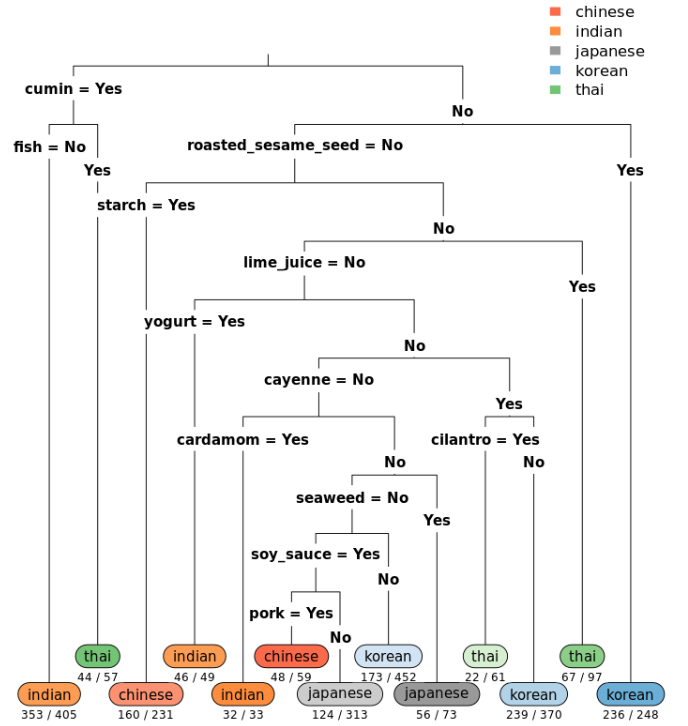 chinese
indian
japanese
korean
thai
cumin = Yes
No
fish = No
roasted_sesame_seed = No
Yes
Yes
starch = Yes
No
lime_juice = No
Yes
yogurt = Yes
No
cayenne = No
Yes
cardamom = Yes
cilantro = Yes
No
No
seaweed = No
Yes
soy_sauce = Yes
No
pork = Yes
No
thai
indian
chinese
korean
thai
thai
44 / 57
46 / 49
48 / 59
173 / 452
22 / 61
67 / 97
indian
chinese
indian
japanese
japanese
korean
korean
353 / 405
160 / 231
32 / 33
124 / 313
56 / 73
239 / 370
236 / 248